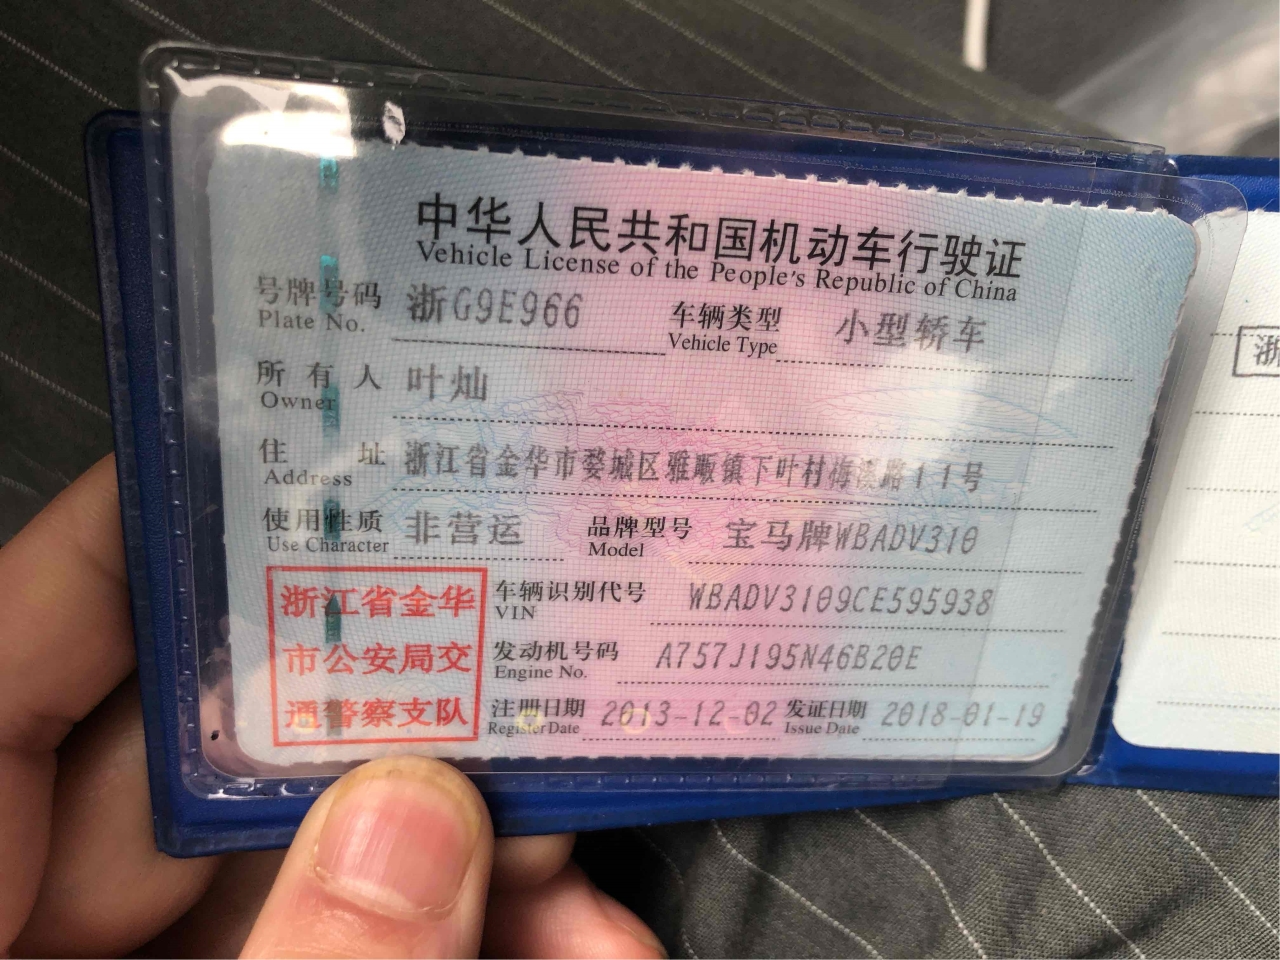 中华人民共和国机动车行驶证
Vehicle License of the People's Republic of China
号牌号码 浙G9E966 车辆类型 小型轿车
Plate No. Vehicle Type
所有人 叶灿
Owner
住址 浙江省金华市婺城区雅畈镇下叶村梅溪路11号
Address
使用性质 非营运 品牌型号 宝马牌WBADV310
Use Character Model
浙江省金华
市公安局交
通警察支队
车辆识别代号 WBADV3109CE595938
VIN
发动机号码 A757J195N46B20E
Engine No.
注册日期 2013-12-02 发证日期 2018-01-19
Register Date Issue Date
浙